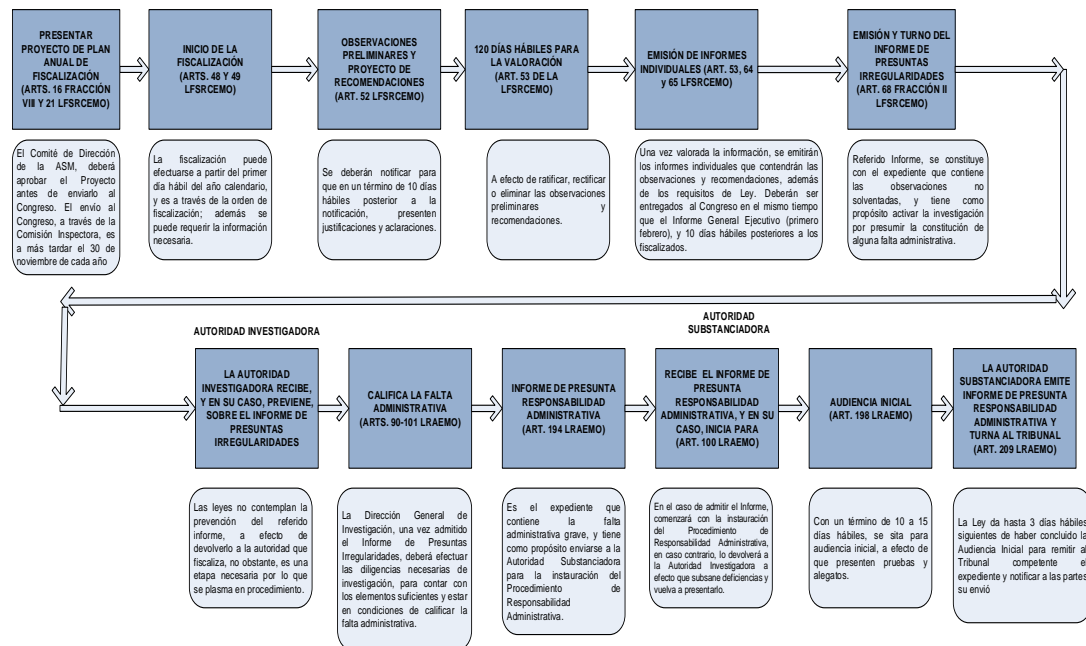 PRESENTAR
PROYECTO DE PLAN
ANUAL DE
FISCALIZACIÓN
(ARTS. 16 FRACCIÓN
VIII Y 21 LFSRCEMO)
INICIO DE LA
FISCALIZACIÓN
(ARTS. 48 Y 49
LFSRCEMO)
OBSERVACIONES
PRELIMINARES Y
PROYECTO DE
RECOMENDACIONES
(ART. 52 LFSRCEMO)
120 DÍAS HÁBILES PARA
LA VALORACIÓN
(ART. 53 DE LA
LFSRCEMO)
EMISIÓN DE INFORMES
INDIVIDUALES (ART. 53, 64
y 65 LFSRCEMO)
EMISIÓN Y TURNO DEL
INFORME DE
PRESUNTAS
IRREGULARIDADES
(ART. 68 FRACCIÓN II
LFSRCEMO)
El Comité de Dirección
de la ASM, deberá
aprobar el Proyecto
antes de enviarlo al
Congreso. El envío al
Congreso, a través de la
Comisión Inspectora, es
a más tardar el 30 de
noviembre de cada año
La fiscalización puede
efectuarse a partir del primer
día hábil del año calendario,
y es a través de la orden de
fiscalización; además se
puede requerir la información
necesaria.
Se deberán notificar para
que en un término de 10 días
hábiles posterior a la
notificación, presenten
justificaciones y aclaraciones.
A efecto de ratificar, rectificar
o eliminar las observaciones
preliminares y
recomendaciones.
Una vez valorada la información, se emitirán
los informes individuales que contendrán las
observaciones y recomendaciones, además
de los requisitos de Ley. Deberán ser
entregados al Congreso en el mismo tiempo
que el Informe General Ejecutivo (primero
febrero), y 10 días hábiles posteriores a los
fiscalizados.
Referido Informe, se constituye
con el expediente que contiene
las observaciones no
solventadas, y tiene como
propósito activar la investigación
por presumir la constitución de
alguna falta administrativa.
AUTORIDAD INVESTIGADORA
AUTORIDAD
SUBSTANCIADORA
LA AUTORIDAD
INVESTIGADORA RECIBE,
Y EN SU CASO, PREVIENE,
SOBRE EL INFORME DE
PRESUNTAS
IRREGULARIDADES
CALIFICA LA FALTA
ADMINISTRATIVA
(ARTS. 90-101 LRAEMO)
INFORME DE PRESUNTA
RESPONSABILIDAD
ADMINISTRATIVA
(ART. 194 LRAEMO)
RECIBE EL INFORME DE
PRESUNTA
RESPONSABILIDAD
ADMINISTRATIVA, Y EN SU
CASO, INICIA PARA
(ART. 100 LRAEMO)
AUDIENCIA INICIAL
(ART. 198 LRAEMO)
LA AUTORIDAD
SUBSTANCIADORA EMITE
INFORME DE PRESUNTA
RESPONSABILIDAD
ADMINISTRATIVA Y
TURNA AL TRIBUNAL
(ART. 209 LRAEMO)
Las leyes no contemplan la
prevención del referido
informe, a efecto de
devolverlo a la autoridad que
fiscaliza, no obstante, es una
etapa necesaria por lo que
se plasma en procedimiento.
La Dirección General de
Investigación, una vez admitido
el Informe de Presuntas
Irregularidades, deberá efectuar
las diligencias necesarias de
investigación, para contar con
los elementos suficientes y estar
en condiciones de calificar la
falta administrativa.
Es el expediente que
contiene la falta
administrativa grave, y tiene
como propósito enviarse a la
Autoridad Substanciadora
para la instauración del
Procedimiento de
Responsabilidad
Administrativa.
En el caso de admitir el Informe,
comenzará con la instauración del
Procedimiento de
Responsabilidad Administrativa,
en caso contrario, lo devolverá a
la Autoridad Investigadora a
efecto que subsane deficiencias y
vuelva a presentarlo.
Con un término de 10 a 15
días hábiles, se sita para
audiencia inicial, a efecto de
que presenten pruebas y
alegatos.
La Ley da hasta 3 días hábiles
siguientes de haber concluido la
Audiencia Inicial para remitir al
Tribunal competente el
expediente y notificar a las partes
su envió